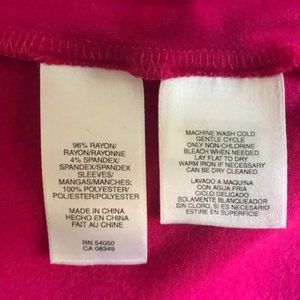 96% RAYON/
RAYON/RAYONNE
4% SPANDEX/
SPANDEX/SPANDEX
SLEEVES/
MANGAS/MANCHES:
100% POLYESTER/
POLIESTER/POLYESTER
MADE IN CHINA
HECHO EN CHINA
FAIT AU CHINE
RN 54050
CA 08349
MACHINE WASH COLD
GENTLE CYCLE
ONLY NON-CHLORINE
BLEACH WHEN NEEDED
LAY FLAT TO DRY
WARM IRON IF NECESSARY
CAN BE DRY CLEANED
LAVADO A MAQUINA
CON AGUA FRIA
CICLO DELICADO
SOLAMENTE BLANQUEADOR
SIN CLORO, SI ES NECESARIO
ESTIRE EN SUPERFICIE